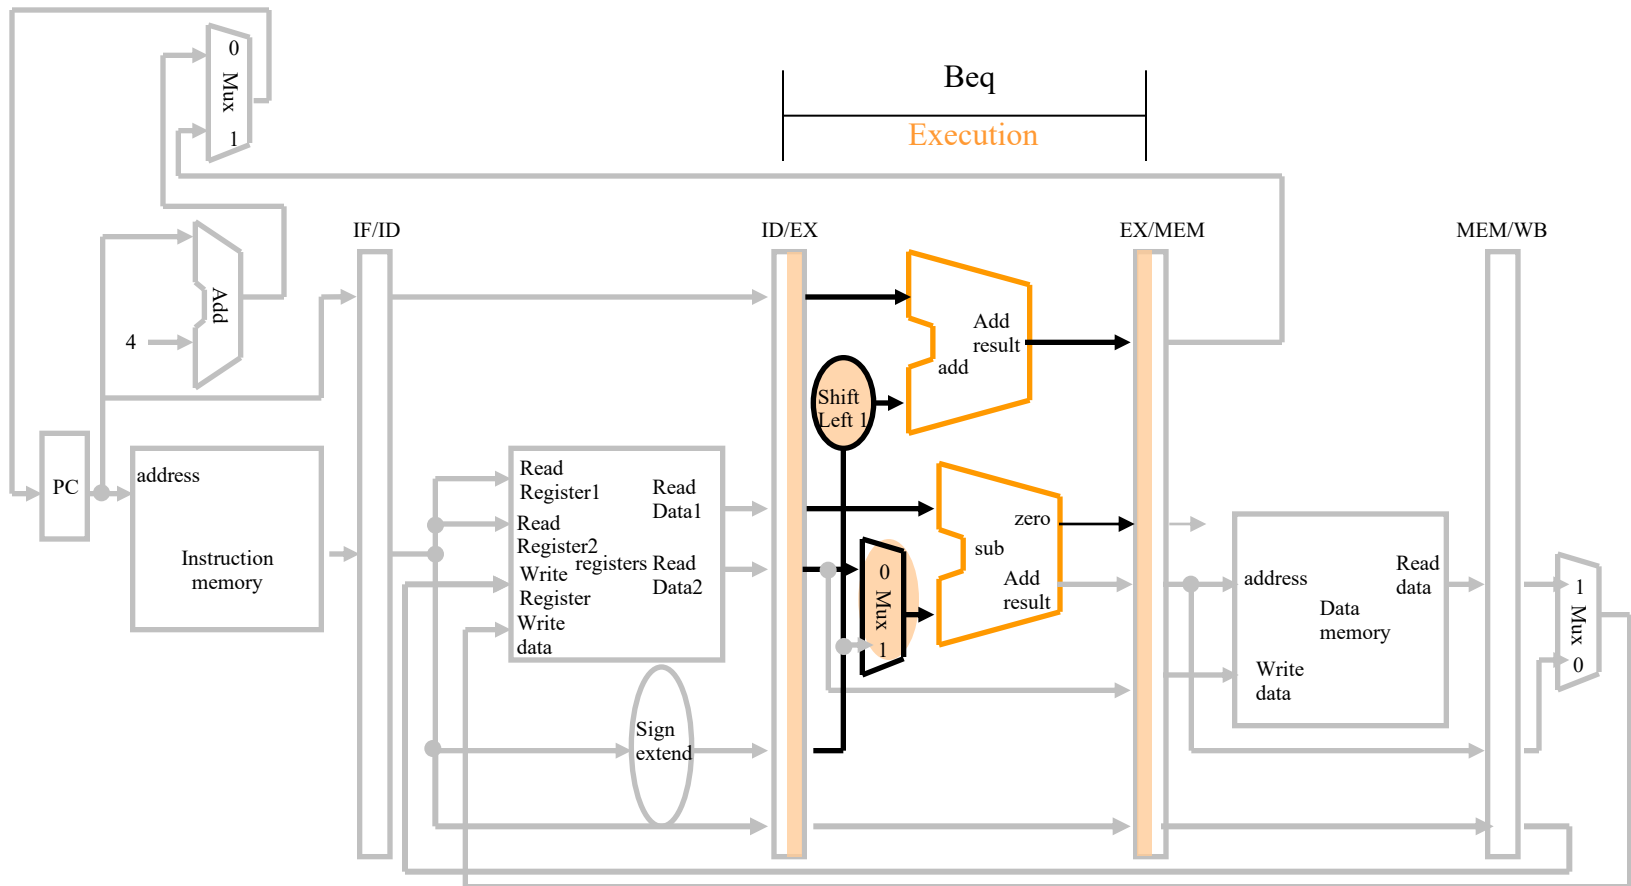 0
Mux
1
Beq
Execution
IF/ID
ID/EX
EX/MEM
MEM/WB
Add
4
Add
result
add
Shift
Left 1
PC
address
Instruction
memory
Read
Register1
Read
Register2
Write
Register
Write
data
registers
Read
Data1
Read
Data2
Sign
extend
0
Mux
1
zero
sub
Add
result
address
Read
data
Data
memory
Write
data
1
Mux
0